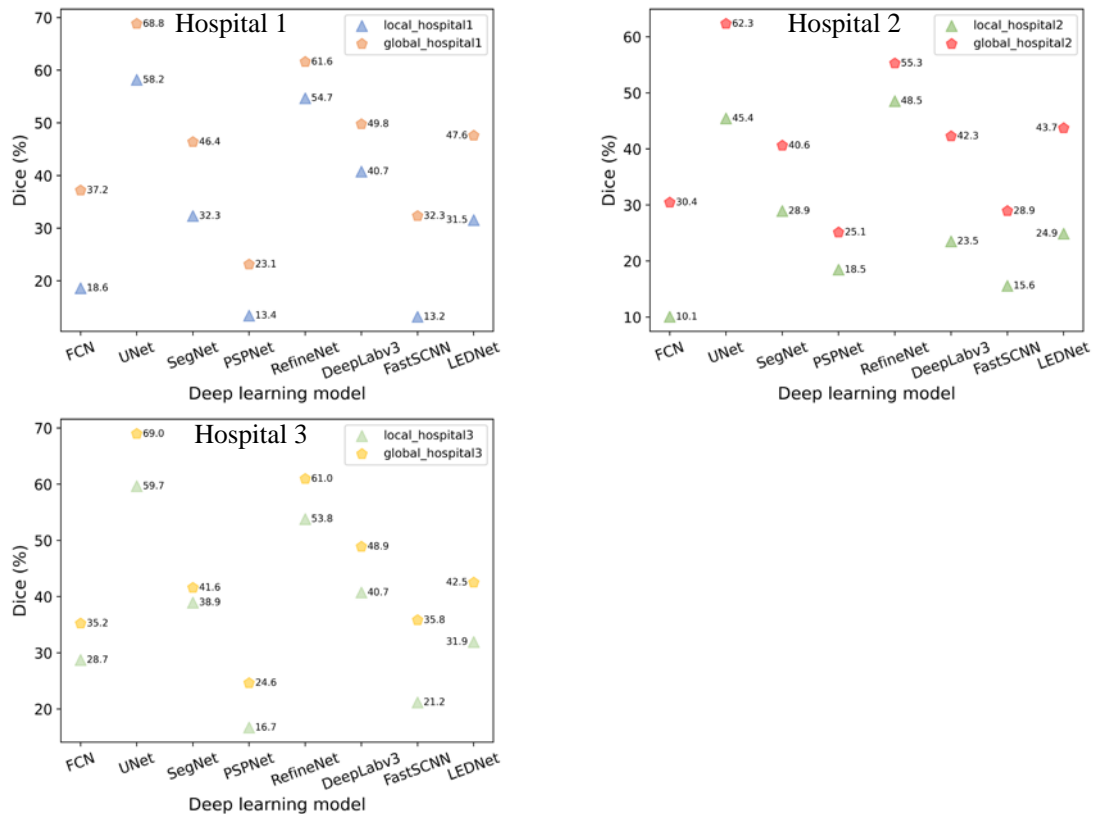 Hospital 1
local_hospital1
global_hospital1
Dice (%)
70
60
50
40
30
20
37.2
18.6
68.8
58.2
46.4
32.3
23.1
13.4
61.6
54.7
49.8
40.7
32.3
13.2
47.6
31.5
FCN
UNet
SegNet
PSPNet
RefineNet
DeepLabv3
FastSCNN
LEDNet
Deep learning model
Hospital 2
local_hospital2
global_hospital2
Dice (%)
60
50
40
30
20
10
30.4
10.1
62.3
45.4
40.6
28.9
25.1
18.5
55.3
48.5
42.3
23.5
28.9
15.6
43.7
24.9
FCN
UNet
SegNet
PSPNet
RefineNet
DeepLabv3
FastSCNN
LEDNet
Deep learning model
Hospital 3
local_hospital3
global_hospital3
Dice (%)
70
60
50
40
30
20
35.2
28.7
69.0
59.7
41.6
38.9
24.6
16.7
61.0
53.8
48.9
40.7
35.8
21.2
42.5
31.9
FCN
UNet
SegNet
PSPNet
RefineNet
DeepLabv3
FastSCNN
LEDNet
Deep learning model